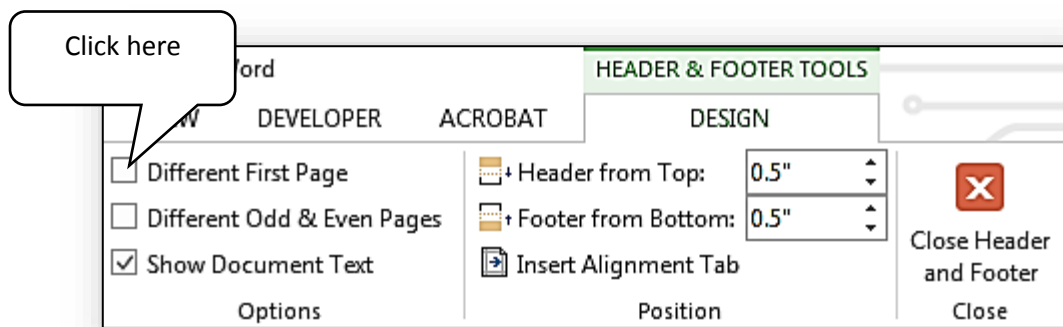 Click here
HEADER & FOOTER TOOLS
DEVELOPER ACROBAT DESIGN
Different First Page
Different Odd & Even Pages
Show Document Text
Options
Header from Top: 0.5"
Footer from Bottom: 0.5"
Insert Alignment Tab
Position
Close Header
and Footer
Close